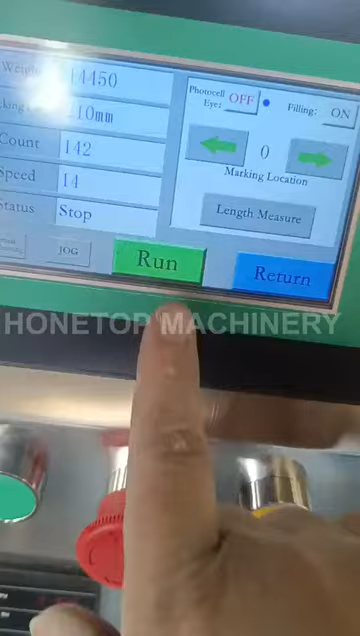 Weight 14450
Photocell
Eye: OFF
Filling: ON
10mm
Count 142
0
Marking Location
Speed 14
Length Measure
Status Stop
JOG
Run
Return
HONETOP MACHINERY